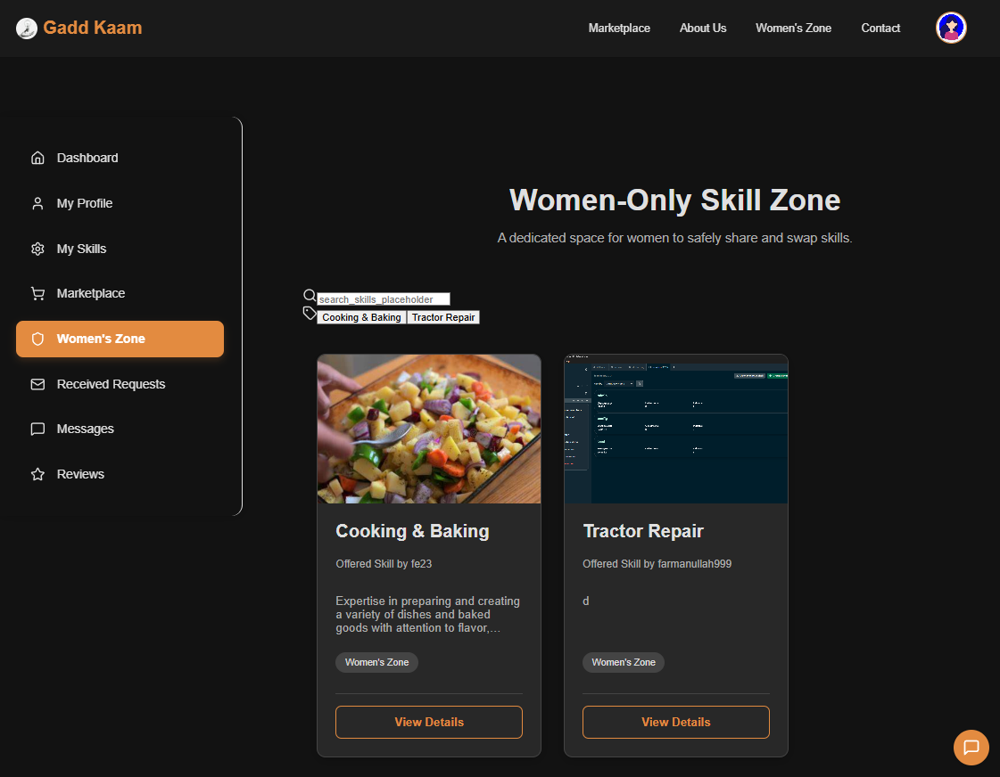 Gadd Kaam
Marketplace
About Us
Women's Zone
Contact
Dashboard
My Profile
My Skills
Marketplace
Women's Zone
Received Requests
Messages
Reviews
Women-Only Skill Zone
A dedicated space for women to safely share and swap skills.
search_skills_placeholder
Cooking & Baking
Tractor Repair
Cooking & Baking
Offered Skill by fe23
Expertise in preparing and creating
a variety of dishes and baked
goods with attention to flavor,...
Women's Zone
View Details
Tractor Repair
Offered Skill by farmanullah999
d
Women's Zone
View Details